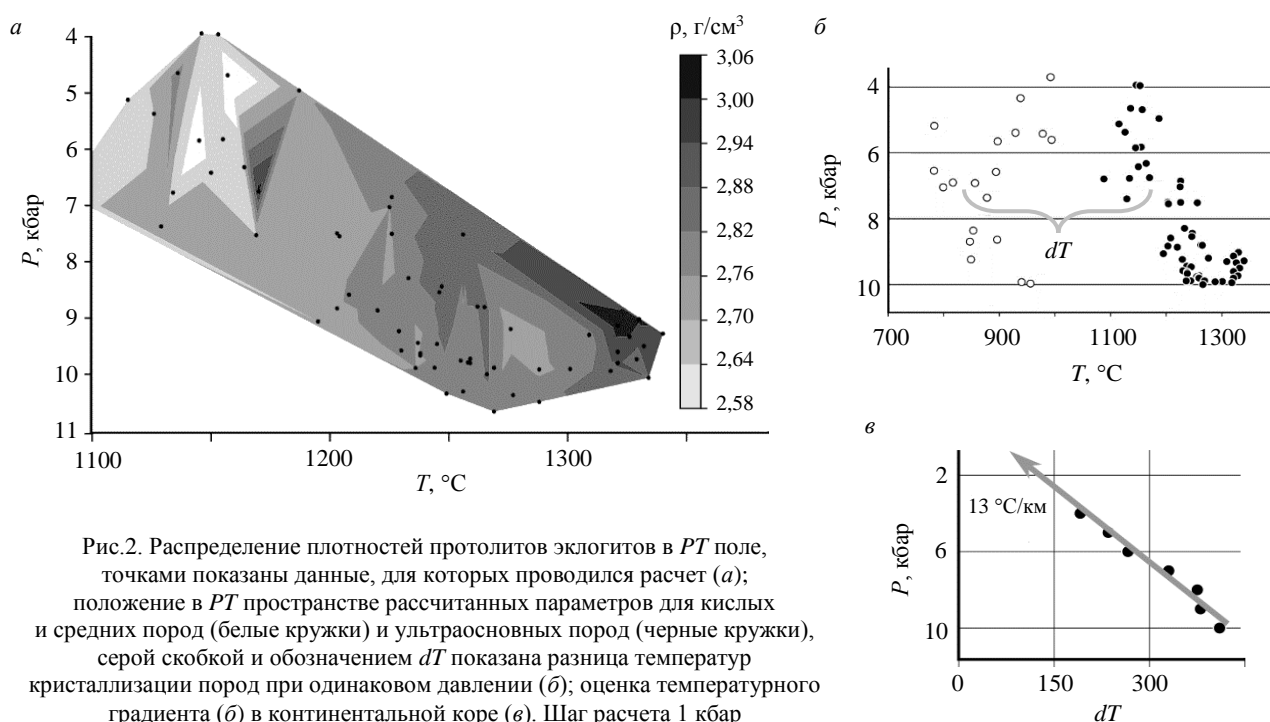 а
ρ, г/см³
4
5
6
7
8
9
10
11
P, кбар
1100
1200
1300
T, °C
3,06
3,00
2,94
2,88
2,82
2,76
2,70
2,64
2,58
б
4
6
8
10
P, кбар
dT
700
900
1100
1300
T, °C
в
2
6
10
P, кбар
13 °C/км
0
150
300
dT
Рис.2. Распределение плотностей протолитов эклогитов в PT поле,
точками показаны данные, для которых проводился расчет (а);
положение в PT пространстве рассчитанных параметров для кислых
и средних пород (белые кружки) и ультраосновных пород (черные кружки),
серой скобкой и обозначением dT показана разница температур
кристаллизации пород при одинаковом давлении (б); оценка температурного
градиента (б) в континентальной коре (в). Шаг расчета 1 кбар